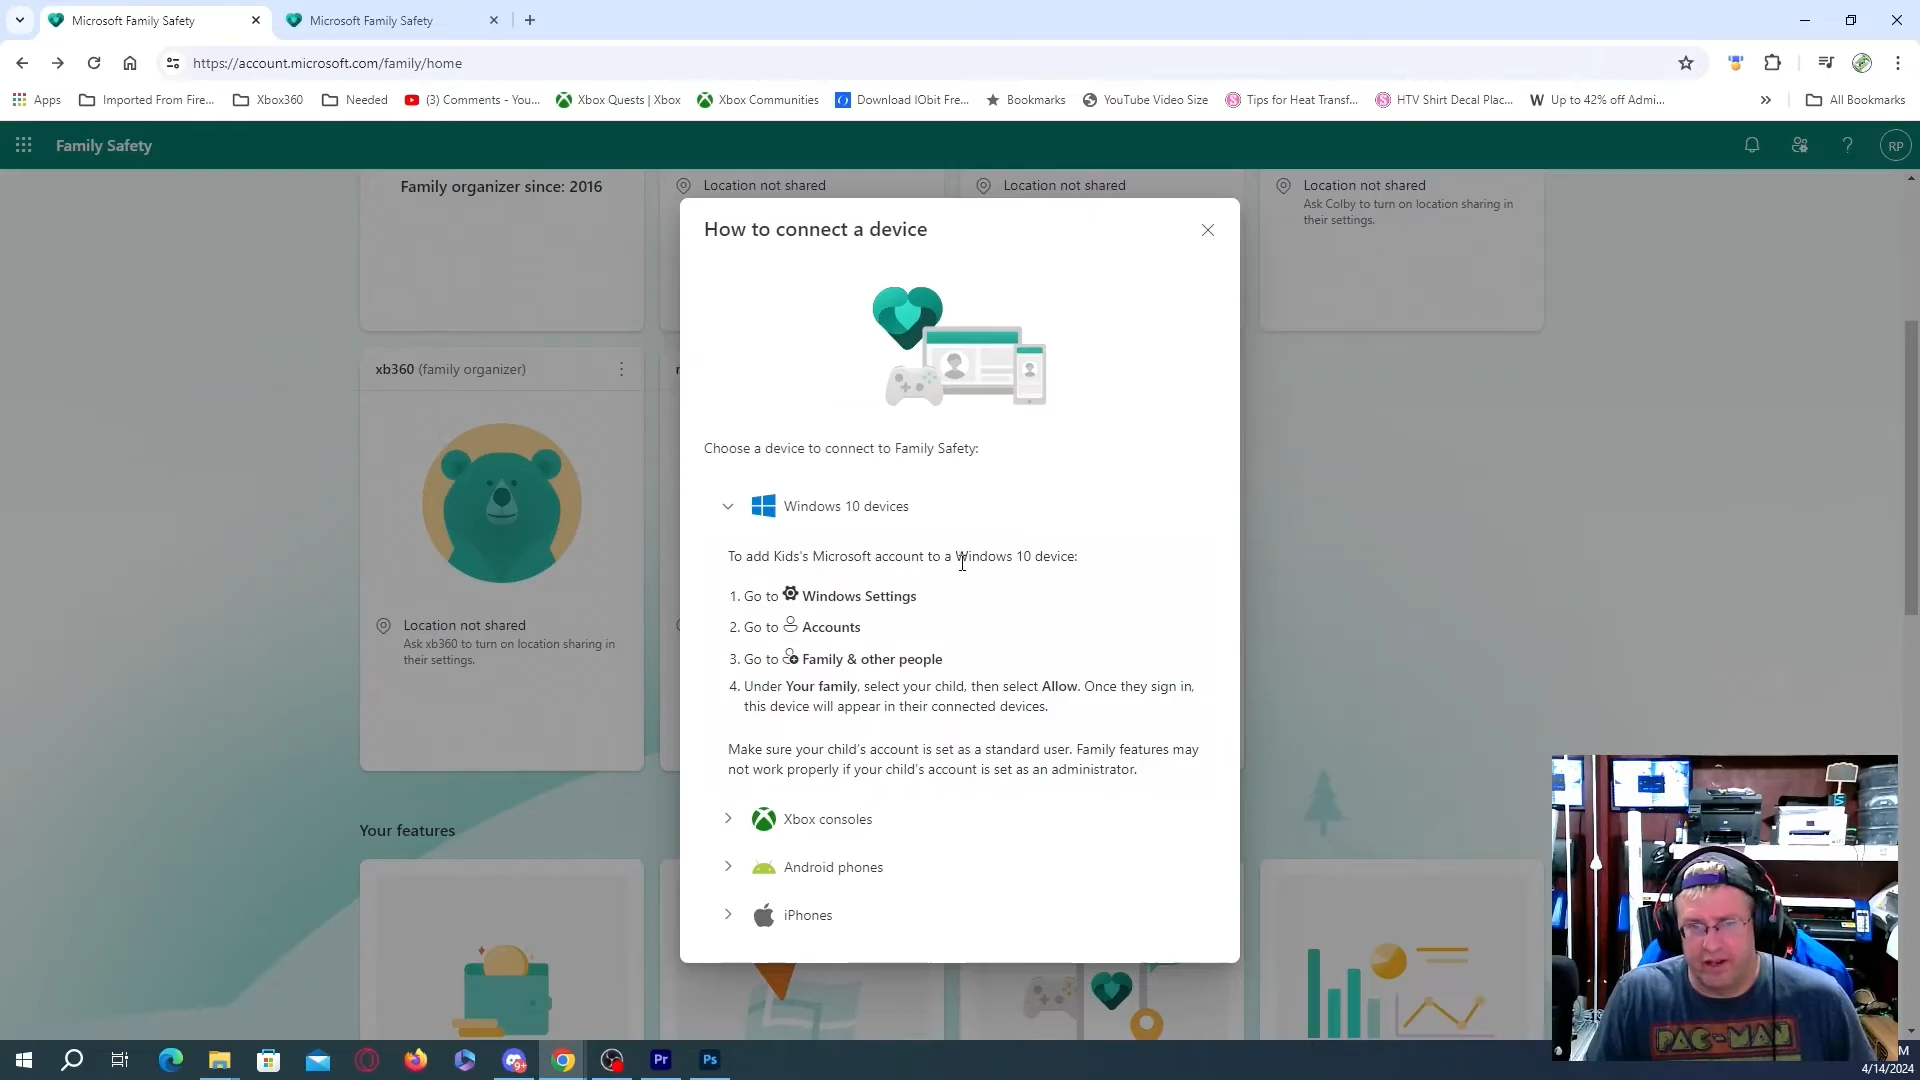 Microsoft Family Safety
Microsoft Family Safety
https://account.microsoft.com/family/home
Apps
Imported From Fire...
Xbox360
Needed
(3) Comments - You...
Xbox Quests | Xbox
Xbox Communities
Download IObit Fre...
Bookmarks
YouTube Video Size
Tips for Heat Transf...
HTV Shirt Decal Plac...
Up to 42% off Admi...
All Bookmarks
Family Safety
RP
Family organizer since: 2016
Location not shared
Location not shared
Location not shared
Ask Colby to turn on location sharing in
their settings.
How to connect a device
xb360 (family organizer)
Choose a device to connect to Family Safety:
Windows 10 devices
To add Kids's Microsoft account to a Windows 10 device:
1. Go to Windows Settings
2. Go to Accounts
3. Go to Family & other people
4. Under Your family, select your child, then select Allow. Once they sign in,
this device will appear in their connected devices.
Location not shared
Ask xb360 to turn on location sharing in
their settings.
Make sure your child's account is set as a standard user. Family features may
not work properly if your child's account is set as an administrator.
Xbox consoles
Android phones
iPhones
Your features
PAC-MAN
9+
Pr
Ps
M
4/14/2024